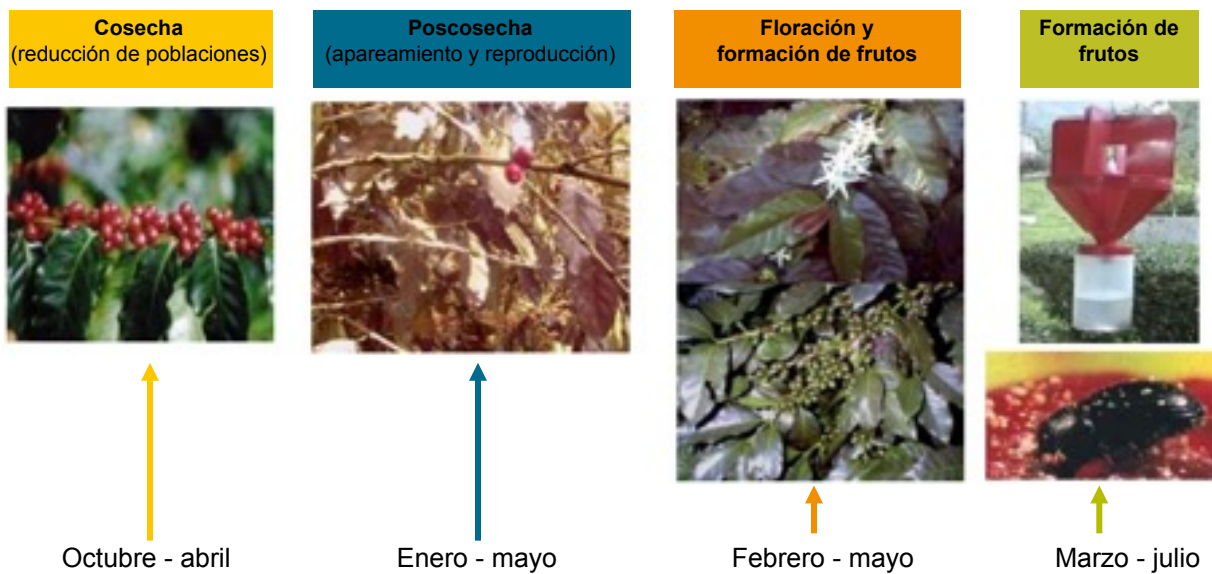 Cosecha
(reducción de poblaciones)
Poscosecha
(apareamiento y reproducción)
Floración y
formación de frutos
Formación de
frutos
Octubre - abril
Enero - mayo
Febrero - mayo
Marzo - julio